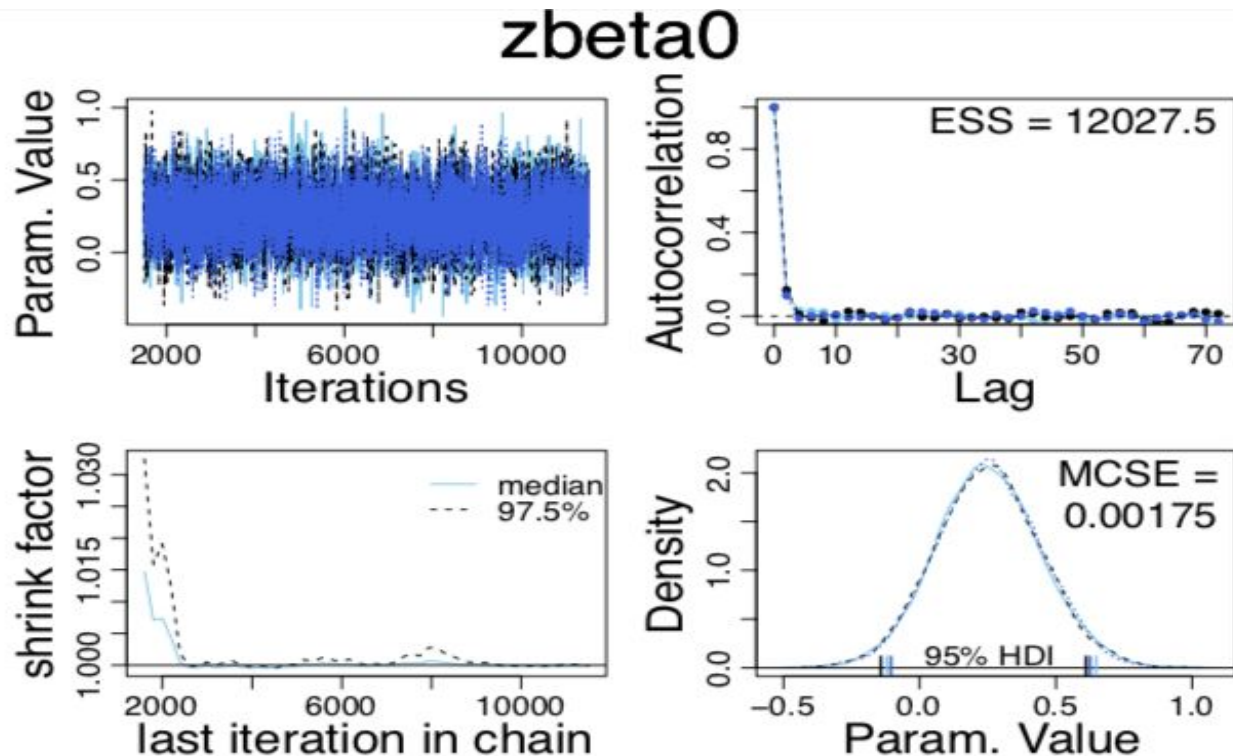 zbeta0
Param. Value
1.0
0.5
0.0
2000
6000
10000
Iterations
Autocorrelation
0.8
0.4
0.0
ESS = 12027.5
0
10
30
50
70
Lag
shrink factor
1.030
1.015
1.000
median
97.5%
2000
6000
10000
last iteration in chain
Density
2.0
1.0
0.0
MCSE =
0.00175
95% HDI
−0.5
0.0
0.5
1.0
Param. Value